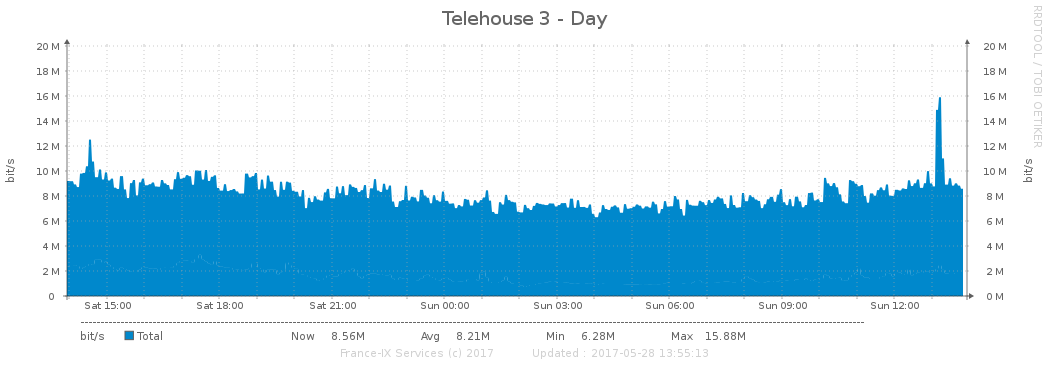 Telehouse 3 - Day
RRDTOOL / TOBI OETIKER
bit/s
bit/s
20 M 20 M
18 M 18 M
16 M 16 M
14 M 14 M
12 M 12 M
10 M 10 M
8 M 8 M
6 M 6 M
4 M 4 M
2 M 2 M
0 0 M
Sat 15:00 Sat 18:00 Sat 21:00 Sun 00:00 Sun 03:00 Sun 06:00 Sun 09:00 Sun 12:00
bit/s Total Now 8.56M Avg 8.21M Min 6.28M Max 15.88M
France-IX Services (c) 2017 Updated : 2017-05-28 13:55:13